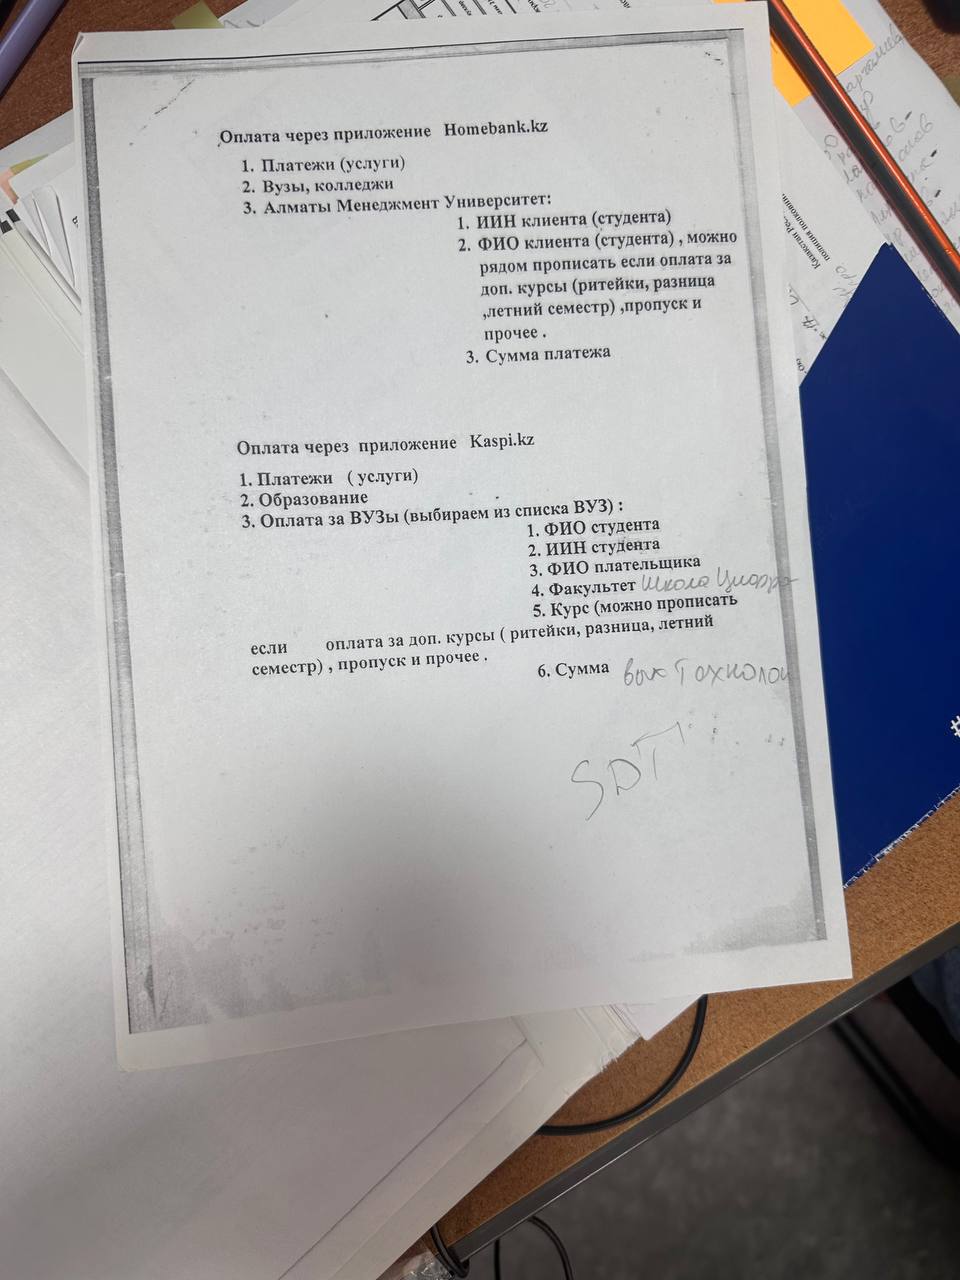 Оплата через приложение Homebank.kz
1. Платежи (услуги)
2. Вузы, колледжи
3. Алматы Менеджмент Университет:
1. ИИН клиента (студента)
2. ФИО клиента (студента) , можно
рядом прописать если оплата за
доп. курсы (ритейки, разница
,летний семестр) ,пропуск и
прочее .
3. Сумма платежа
Оплата через приложение Kaspi.kz
1. Платежи ( услуги)
2. Образование
3. Оплата за ВУЗы (выбираем из списка ВУЗ) :
1. ФИО студента
2. ИИН студента
3. ФИО плательщика
4. Факультет Школа Цифро
5. Курс (можно прописать
если оплата за доп. курсы ( ритейки, разница, летний
семестр) , пропуск и прочее .
6. Сумма вых Технолог
SDT
Казахстан
полиция
#